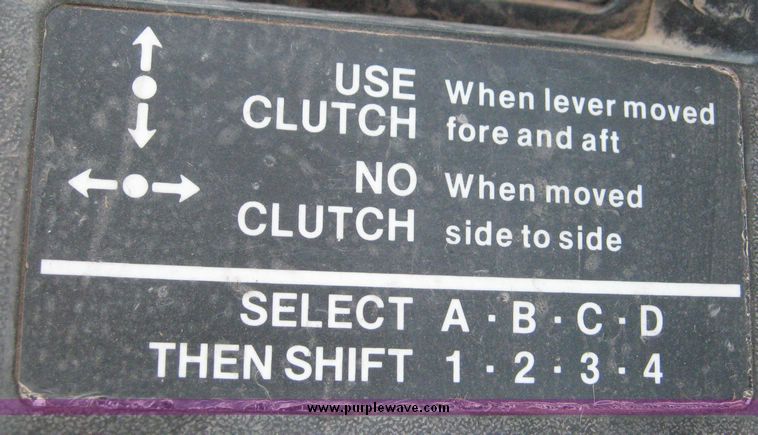 USE CLUTCH When lever moved fore and aft
NO CLUTCH When moved side to side
SELECT A · B · C · D
THEN SHIFT 1 · 2 · 3 · 4
www.purplewave.com